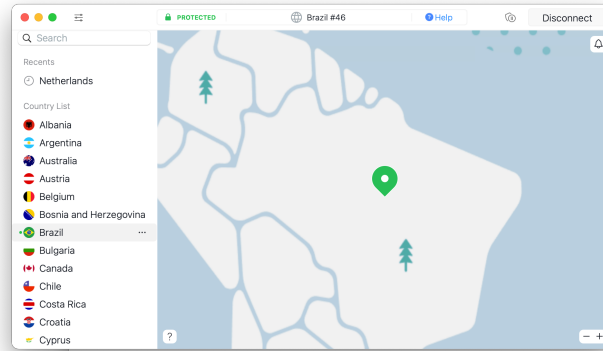 PROTECTED
Brazil #46
? Help
Disconnect
Search
Recents
Netherlands
Country List
Albania
Argentina
Australia
Austria
Belgium
Bosnia and Herzegovina
Brazil ...
Bulgaria
Canada
Chile
Costa Rica
Croatia
Cyprus
?
− +